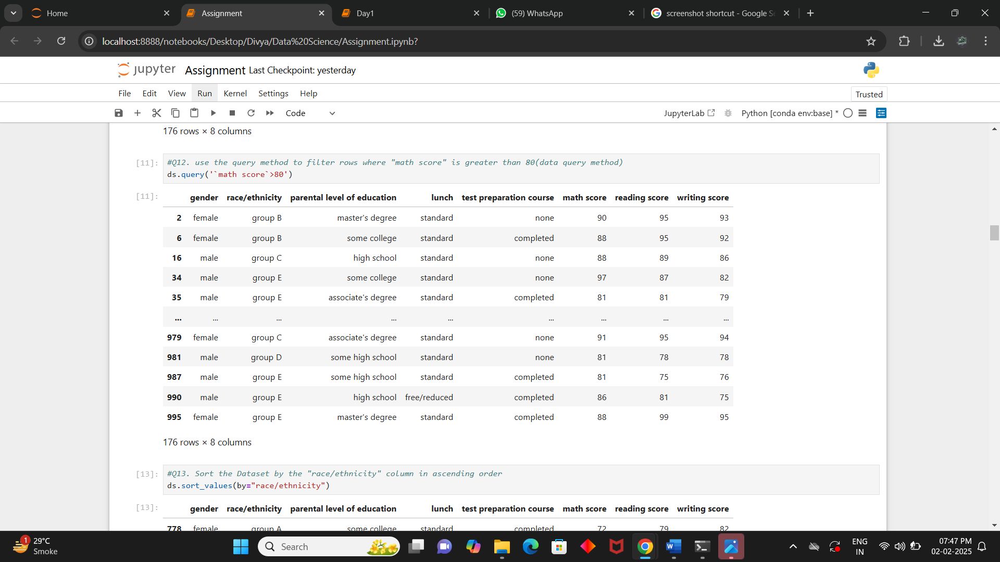 Home
Assignment
Day1
(59) WhatsApp
screenshot shortcut - Google Se
localhost:8888/notebooks/Desktop/Divya/Data%20Science/Assignment.ipynb?
jupyter Assignment Last Checkpoint: yesterday
File Edit View Run Kernel Settings Help
Trusted
Code
JupyterLab
Python [conda env:base] *
176 rows × 8 columns
[11]: #Q12. use the query method to filter rows where "math score" is greater than 80(data query method)
ds.query('`math score`>80')
[11]: gender race/ethnicity parental level of education lunch test preparation course math score reading score writing score
2 female group B master's degree standard none 90 95 93
6 female group B some college standard completed 88 95 92
16 male group C high school standard none 88 89 86
34 male group E some college standard none 97 87 82
35 male group E associate's degree standard completed 81 81 79
... ... ... ... ... ... ... ... ...
979 female group C associate's degree standard none 91 95 94
981 male group D some high school standard none 81 78 78
987 male group E some high school standard completed 81 75 76
990 male group E high school free/reduced completed 86 81 75
995 female group E master's degree standard completed 88 99 95
176 rows × 8 columns
[13]: #Q13. Sort the Dataset by the "race/ethnicity" column in ascending order
ds.sort_values(by="race/ethnicity")
[13]: gender race/ethnicity parental level of education lunch test preparation course math score reading score writing score
778 female group A some college standard completed 72 79 82
1
29°C
Smoke
Search
ENG
IN
07:47 PM
02-02-2025